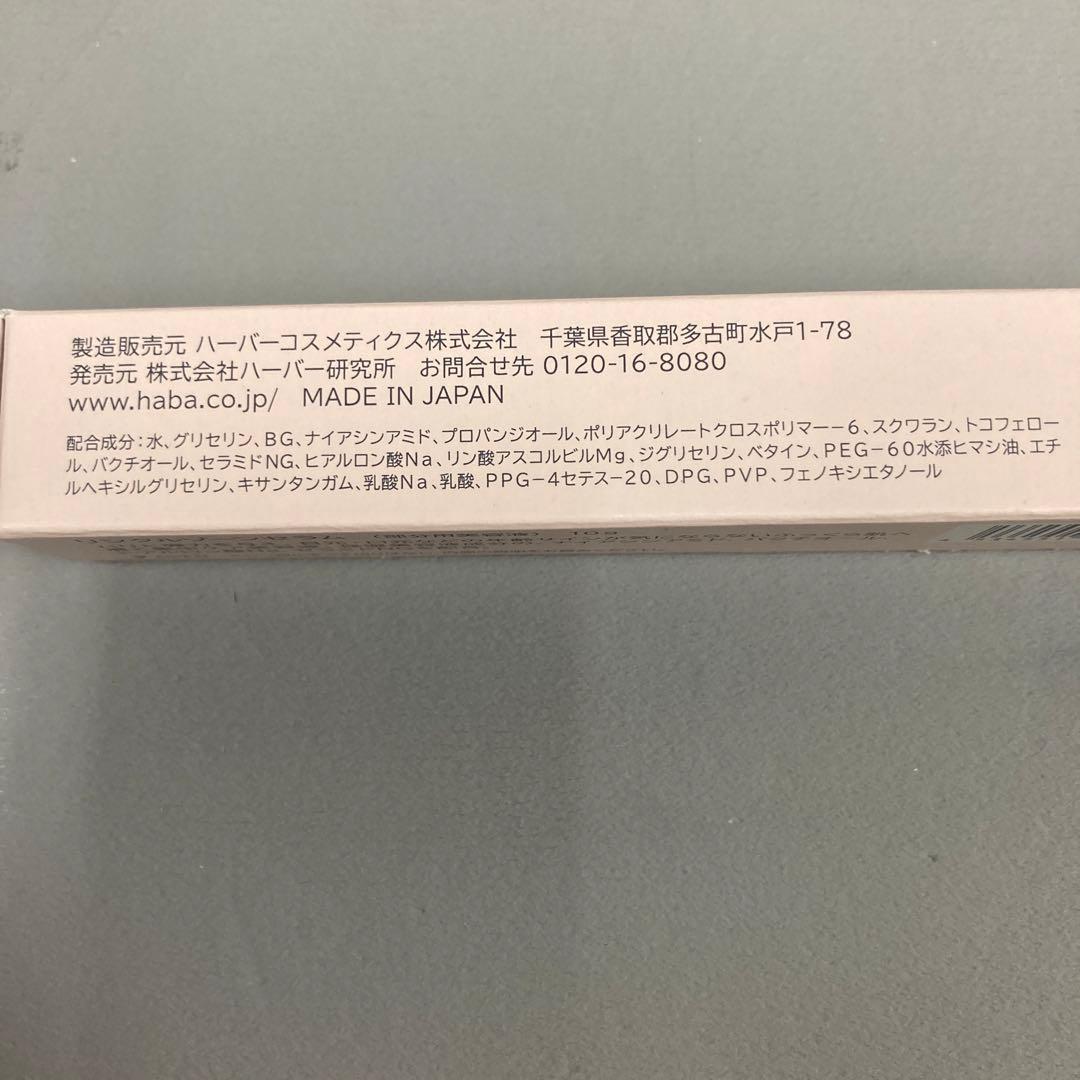 製造販売元 ハーバーコスメティクス株式会社　千葉県香取郡多古町水戸1-78
発売元 株式会社ハーバー研究所　お問合せ先 0120-16-8080
www.haba.co.jp/　MADE IN JAPAN
配合成分：水、グリセリン、BG、ナイアシンアミド、プロパンジオール、ポリアクリレートクロスポリマー−6、スクワラン、トコフェロー
ル、バクチオール、セラミドNG、ヒアルロン酸Na、リン酸アスコルビルMg、ジグリセリン、ベタイン、PEG−60水添ヒマシ油、エチ
ルヘキシルグリセリン、キサンタンガム、乳酸Na、乳酸、PPG−4セテス−20、DPG、PVP、フェノキシエタノール
(部分用美容液) 10g